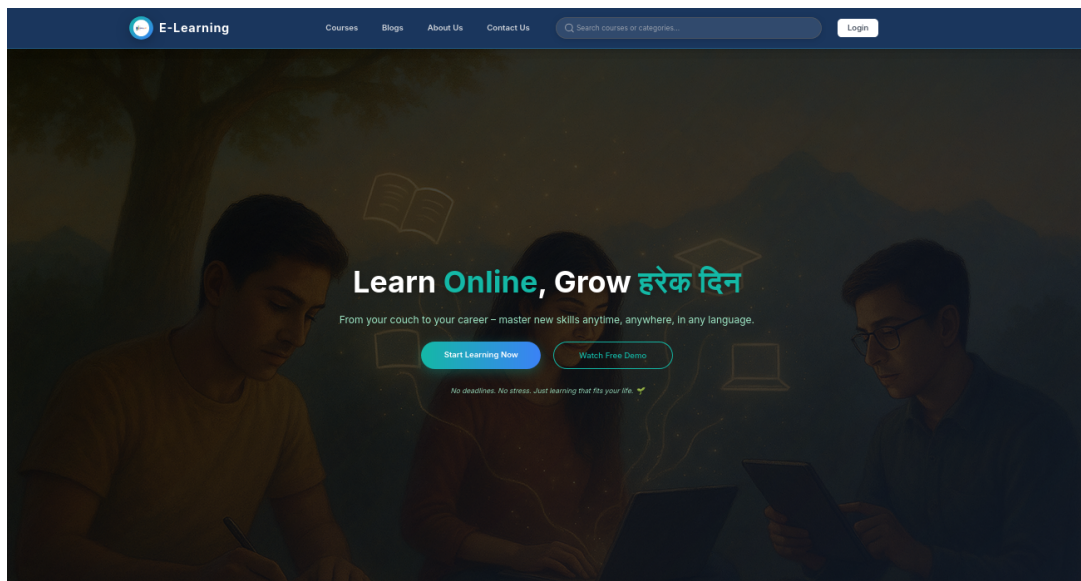 E-Learning
Courses
Blogs
About Us
Contact Us
Search courses or categories...
Login
Learn Online, Grow हरेक दिन
From your couch to your career – master new skills anytime, anywhere, in any language.
Start Learning Now
Watch Free Demo
No deadlines. No stress. Just learning that fits your life. 🌱